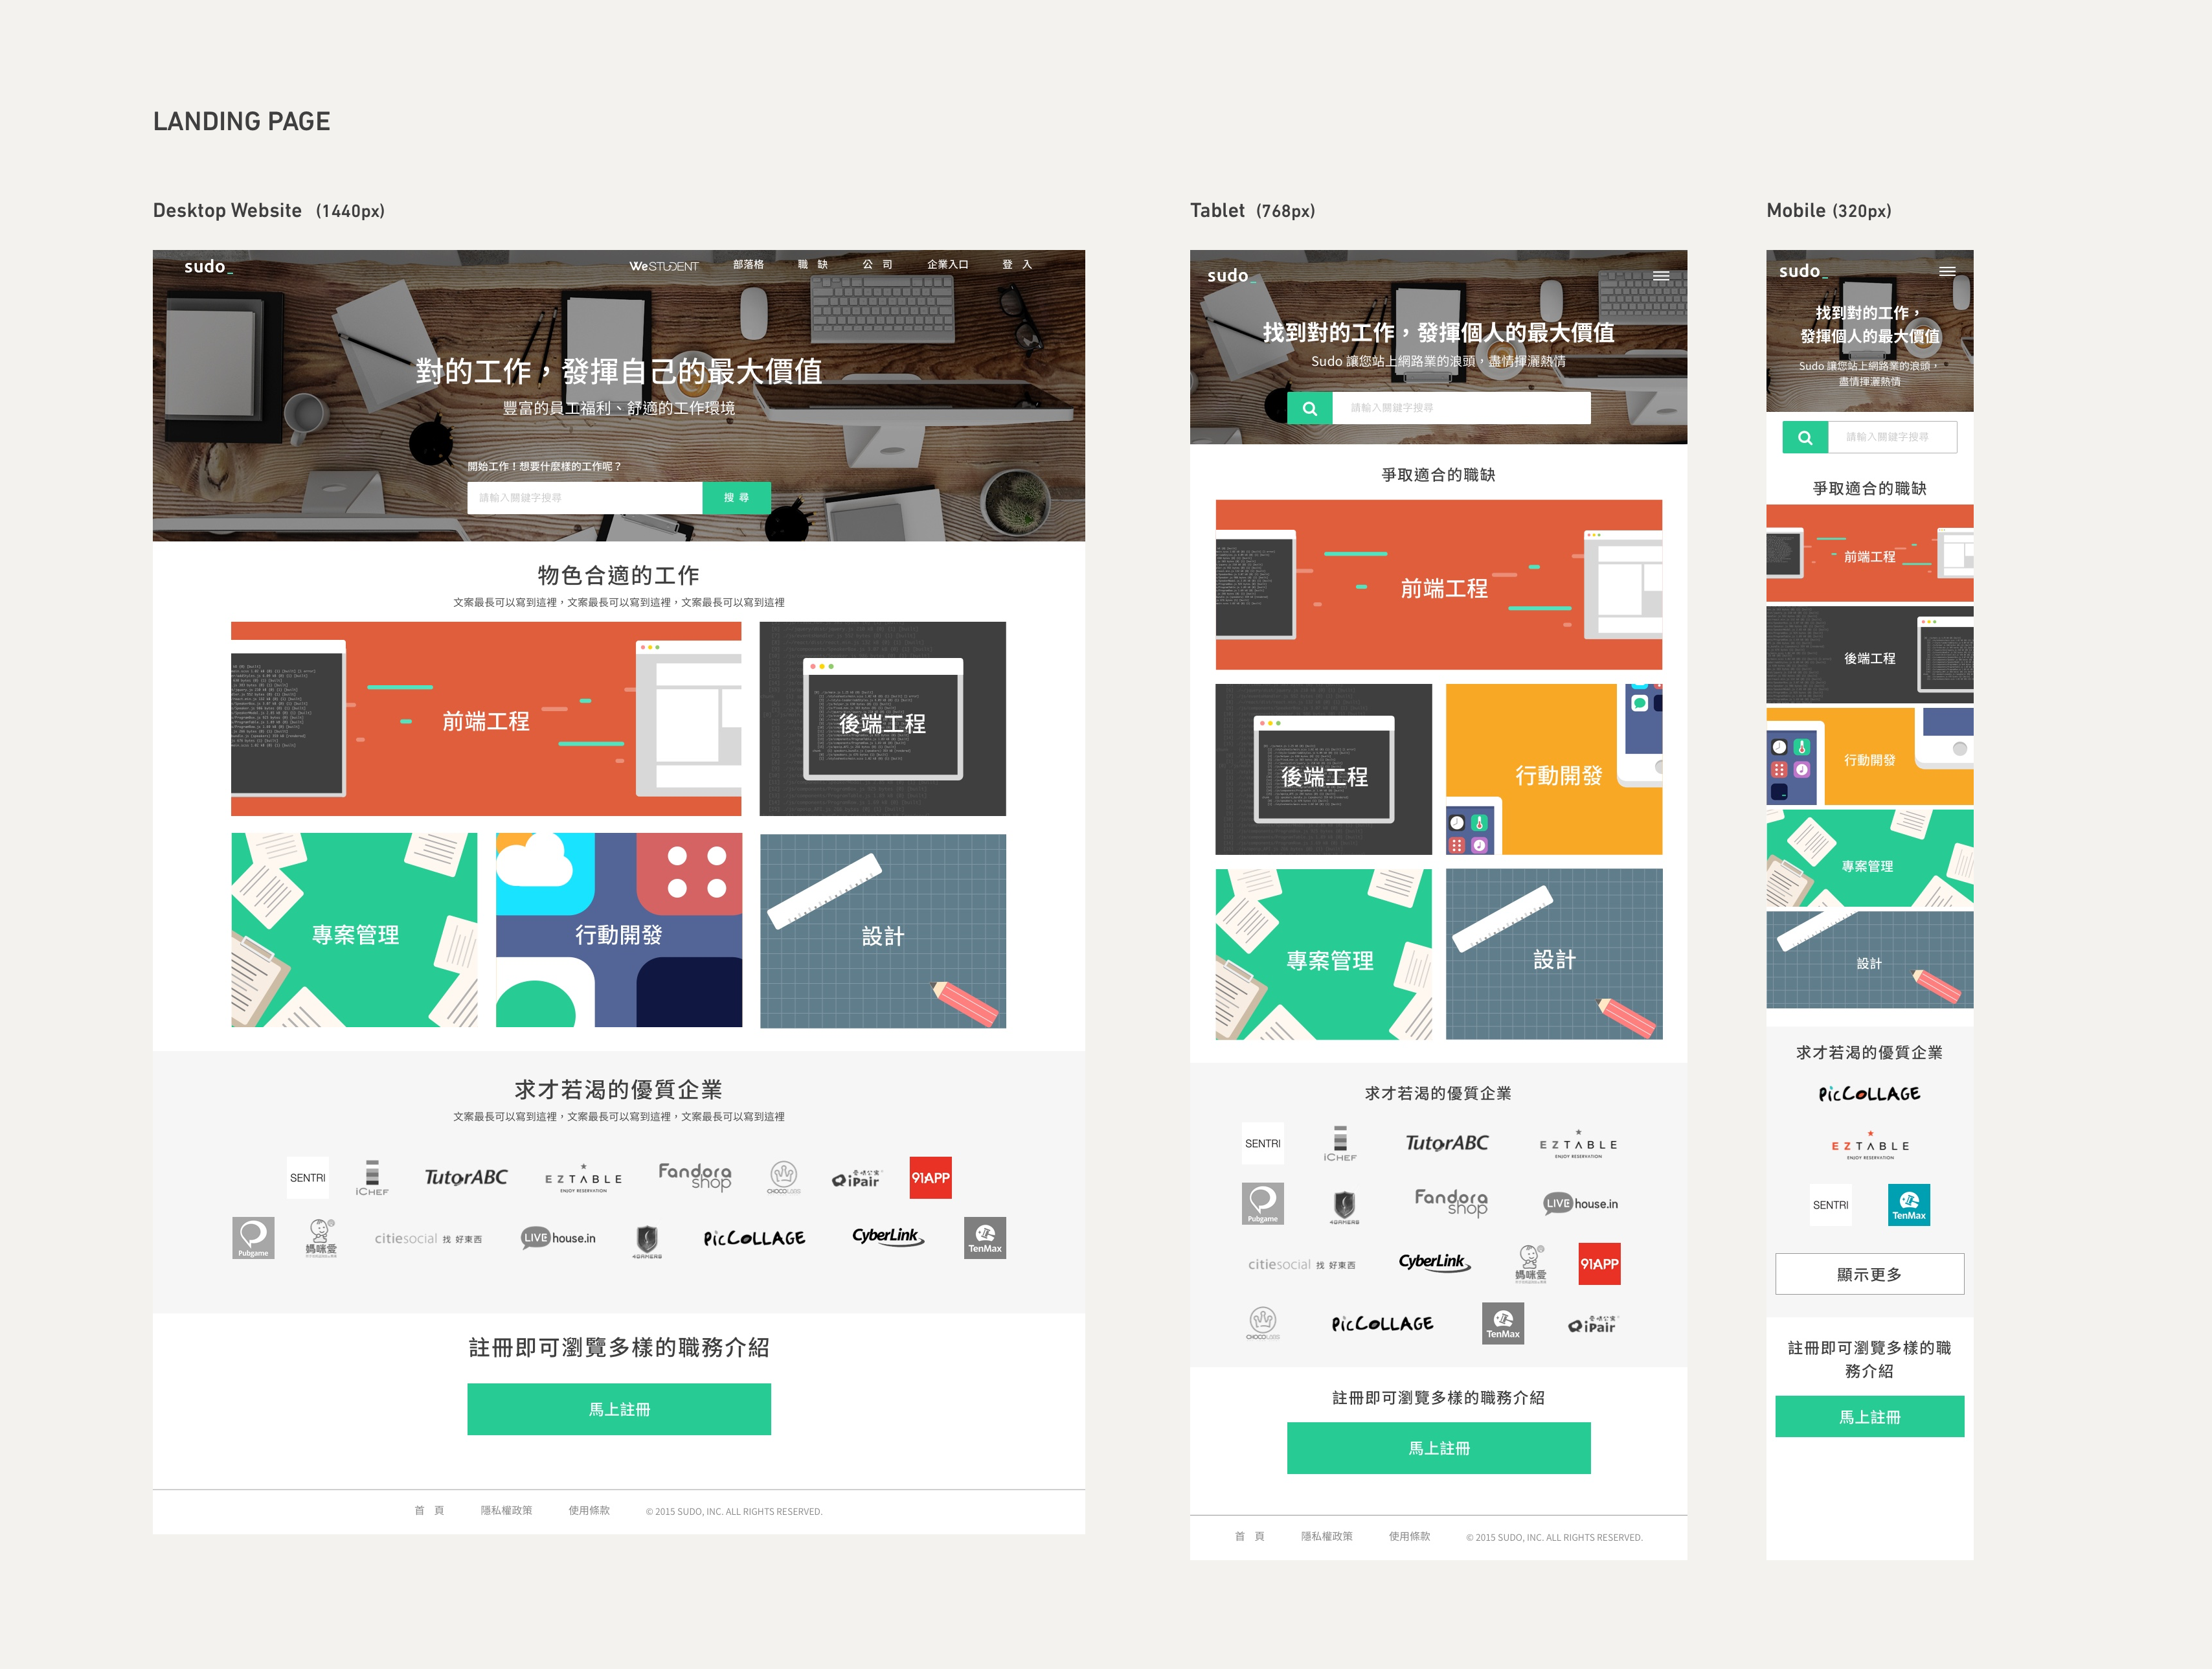 LANDING PAGE
Desktop Website (1440px)
sudo_
WeSTUDENT 部落格 職 缺 公 司 企業入口 登 入
對的工作，發揮自己的最大價值
豐富的員工福利、舒適的工作環境
開始工作！想要什麼樣的工作呢？
請輸入關鍵字搜尋
搜 尋
物色合適的工作
文案最長可以寫到這裡，文案最長可以寫到這裡，文案最長可以寫到這裡
前端工程
後端工程
專案管理
行動開發
設計
求才若渴的優質企業
文案最長可以寫到這裡，文案最長可以寫到這裡，文案最長可以寫到這裡
SENTRI
iCHEF
TutorABC
EZTABLE
ENJOY RESERVATION
Fandora shop
CHOCOLABS
iPair
91APP
Pubgame
媽咪愛
citiesocial 找 好東西
LIVE house.in
4GAMERS
PicCOLLAGE
CyberLink
TenMax
註冊即可瀏覽多樣的職務介紹
馬上註冊
首 頁 隱私權政策 使用條款 © 2015 SUDO, INC. ALL RIGHTS RESERVED.
Tablet (768px)
sudo_
找到對的工作，發揮個人的最大價值
Sudo 讓您站上網路業的浪頭，盡情揮灑熱情
請輸入關鍵字搜尋
爭取適合的職缺
前端工程
後端工程
行動開發
專案管理
設計
求才若渴的優質企業
SENTRI
iCHEF
TutorABC
EZTABLE
ENJOY RESERVATION
Pubgame
4GAMERS
Fandora shop
LIVE house.in
citiesocial 找 好東西
CyberLink
媽咪愛
91APP
CHOCOLABS
PicCOLLAGE
TenMax
iPair
註冊即可瀏覽多樣的職務介紹
馬上註冊
首 頁 隱私權政策 使用條款 © 2015 SUDO, INC. ALL RIGHTS RESERVED.
Mobile (320px)
sudo_
找到對的工作，
發揮個人的最大價值
Sudo 讓您站上網路業的浪頭，
盡情揮灑熱情
請輸入關鍵字搜尋
爭取適合的職缺
前端工程
後端工程
行動開發
專案管理
設計
求才若渴的優質企業
PicCOLLAGE
EZTABLE
ENJOY RESERVATION
SENTRI
TenMax
顯示更多
註冊即可瀏覽多樣的職
務介紹
馬上註冊